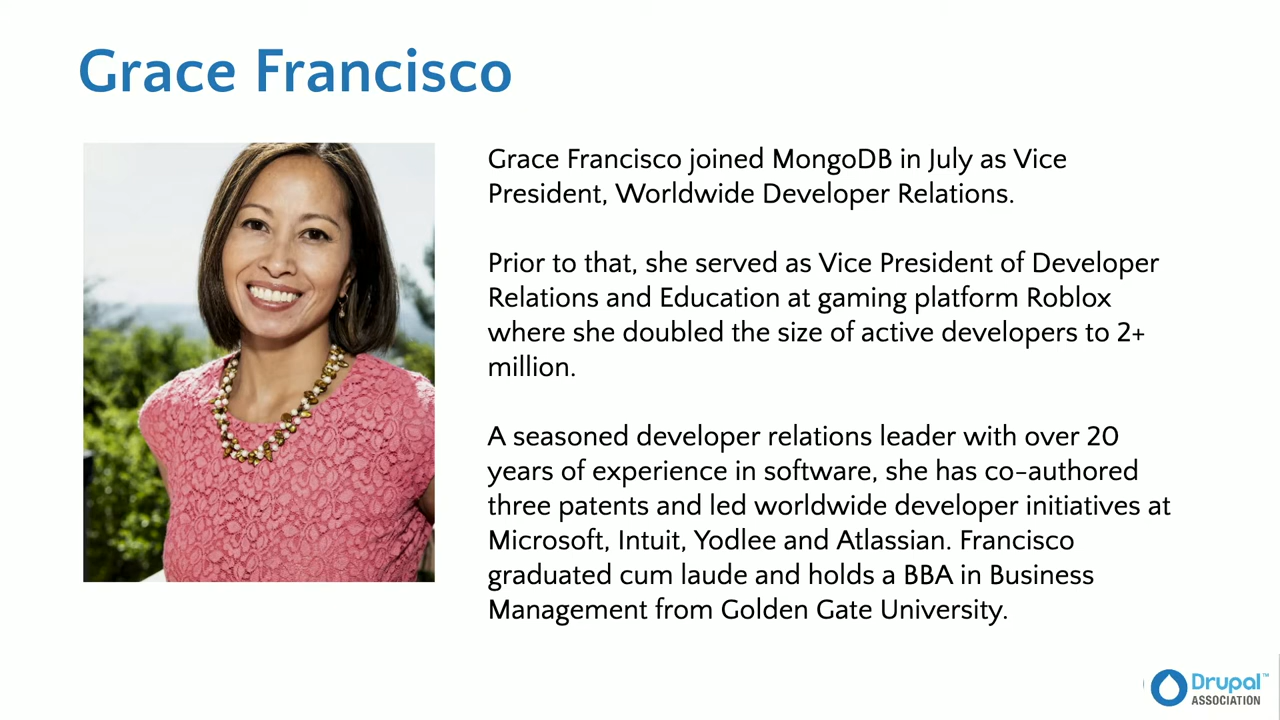 Grace Francisco
Grace Francisco joined MongoDB in July as Vice
President, Worldwide Developer Relations.
Prior to that, she served as Vice President of Developer
Relations and Education at gaming platform Roblox
where she doubled the size of active developers to 2+
million.
A seasoned developer relations leader with over 20
years of experience in software, she has co-authored
three patents and led worldwide developer initiatives at
Microsoft, Intuit, Yodlee and Atlassian. Francisco
graduated cum laude and holds a BBA in Business
Management from Golden Gate University.
Drupal™
ASSOCIATION